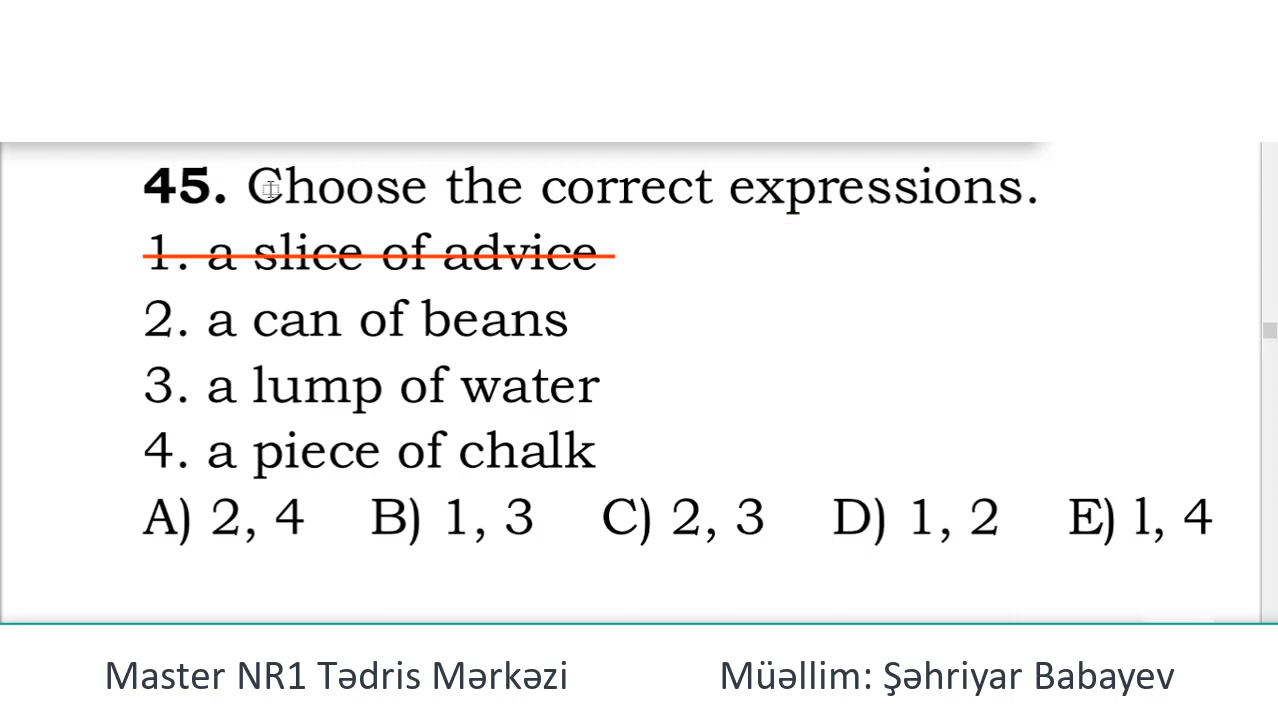 45. Choose the correct expressions.
1. a slice of advice
2. a can of beans
3. a lump of water
4. a piece of chalk
A) 2, 4 B) 1, 3 C) 2, 3 D) 1, 2 E) l, 4
Master NR1 Tədris Mərkəzi Müəllim: Şəhriyar Babayev